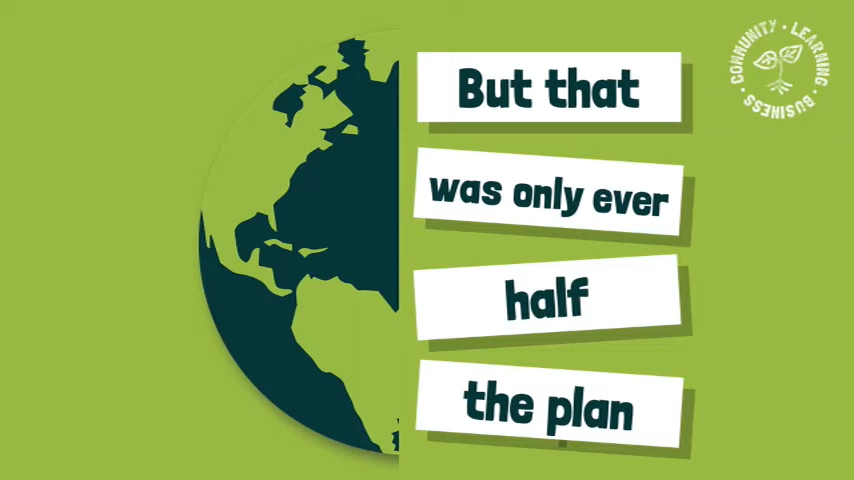 But that
was only ever
half
the plan
COMMUNITY · LEARNING · BUSINESS ·